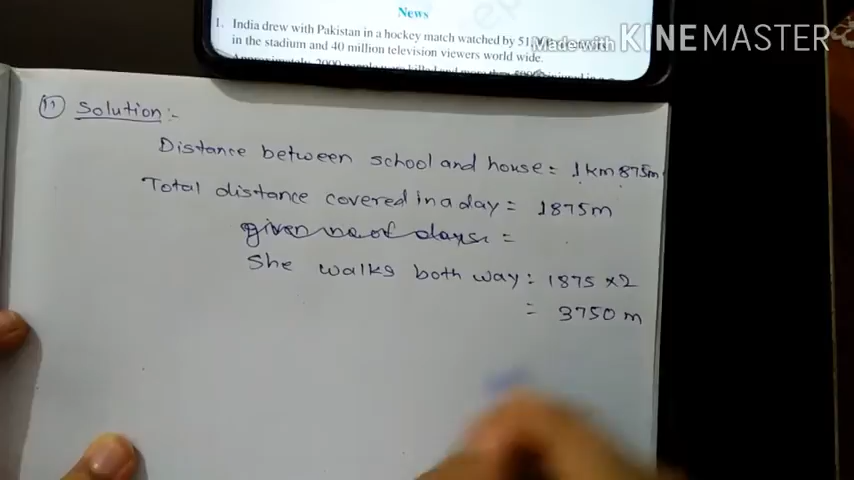 News
1. India drew with Pakistan in a hockey match watched by 51,
in the stadium and 40 million television viewers world wide.
Made with KINEMASTER
11 Solution :-
Distance between school and house = 1km 875m
Total distance covered in a day = 1875m
given no of days =
She walks both way = 1875 × 2
= 3750 m